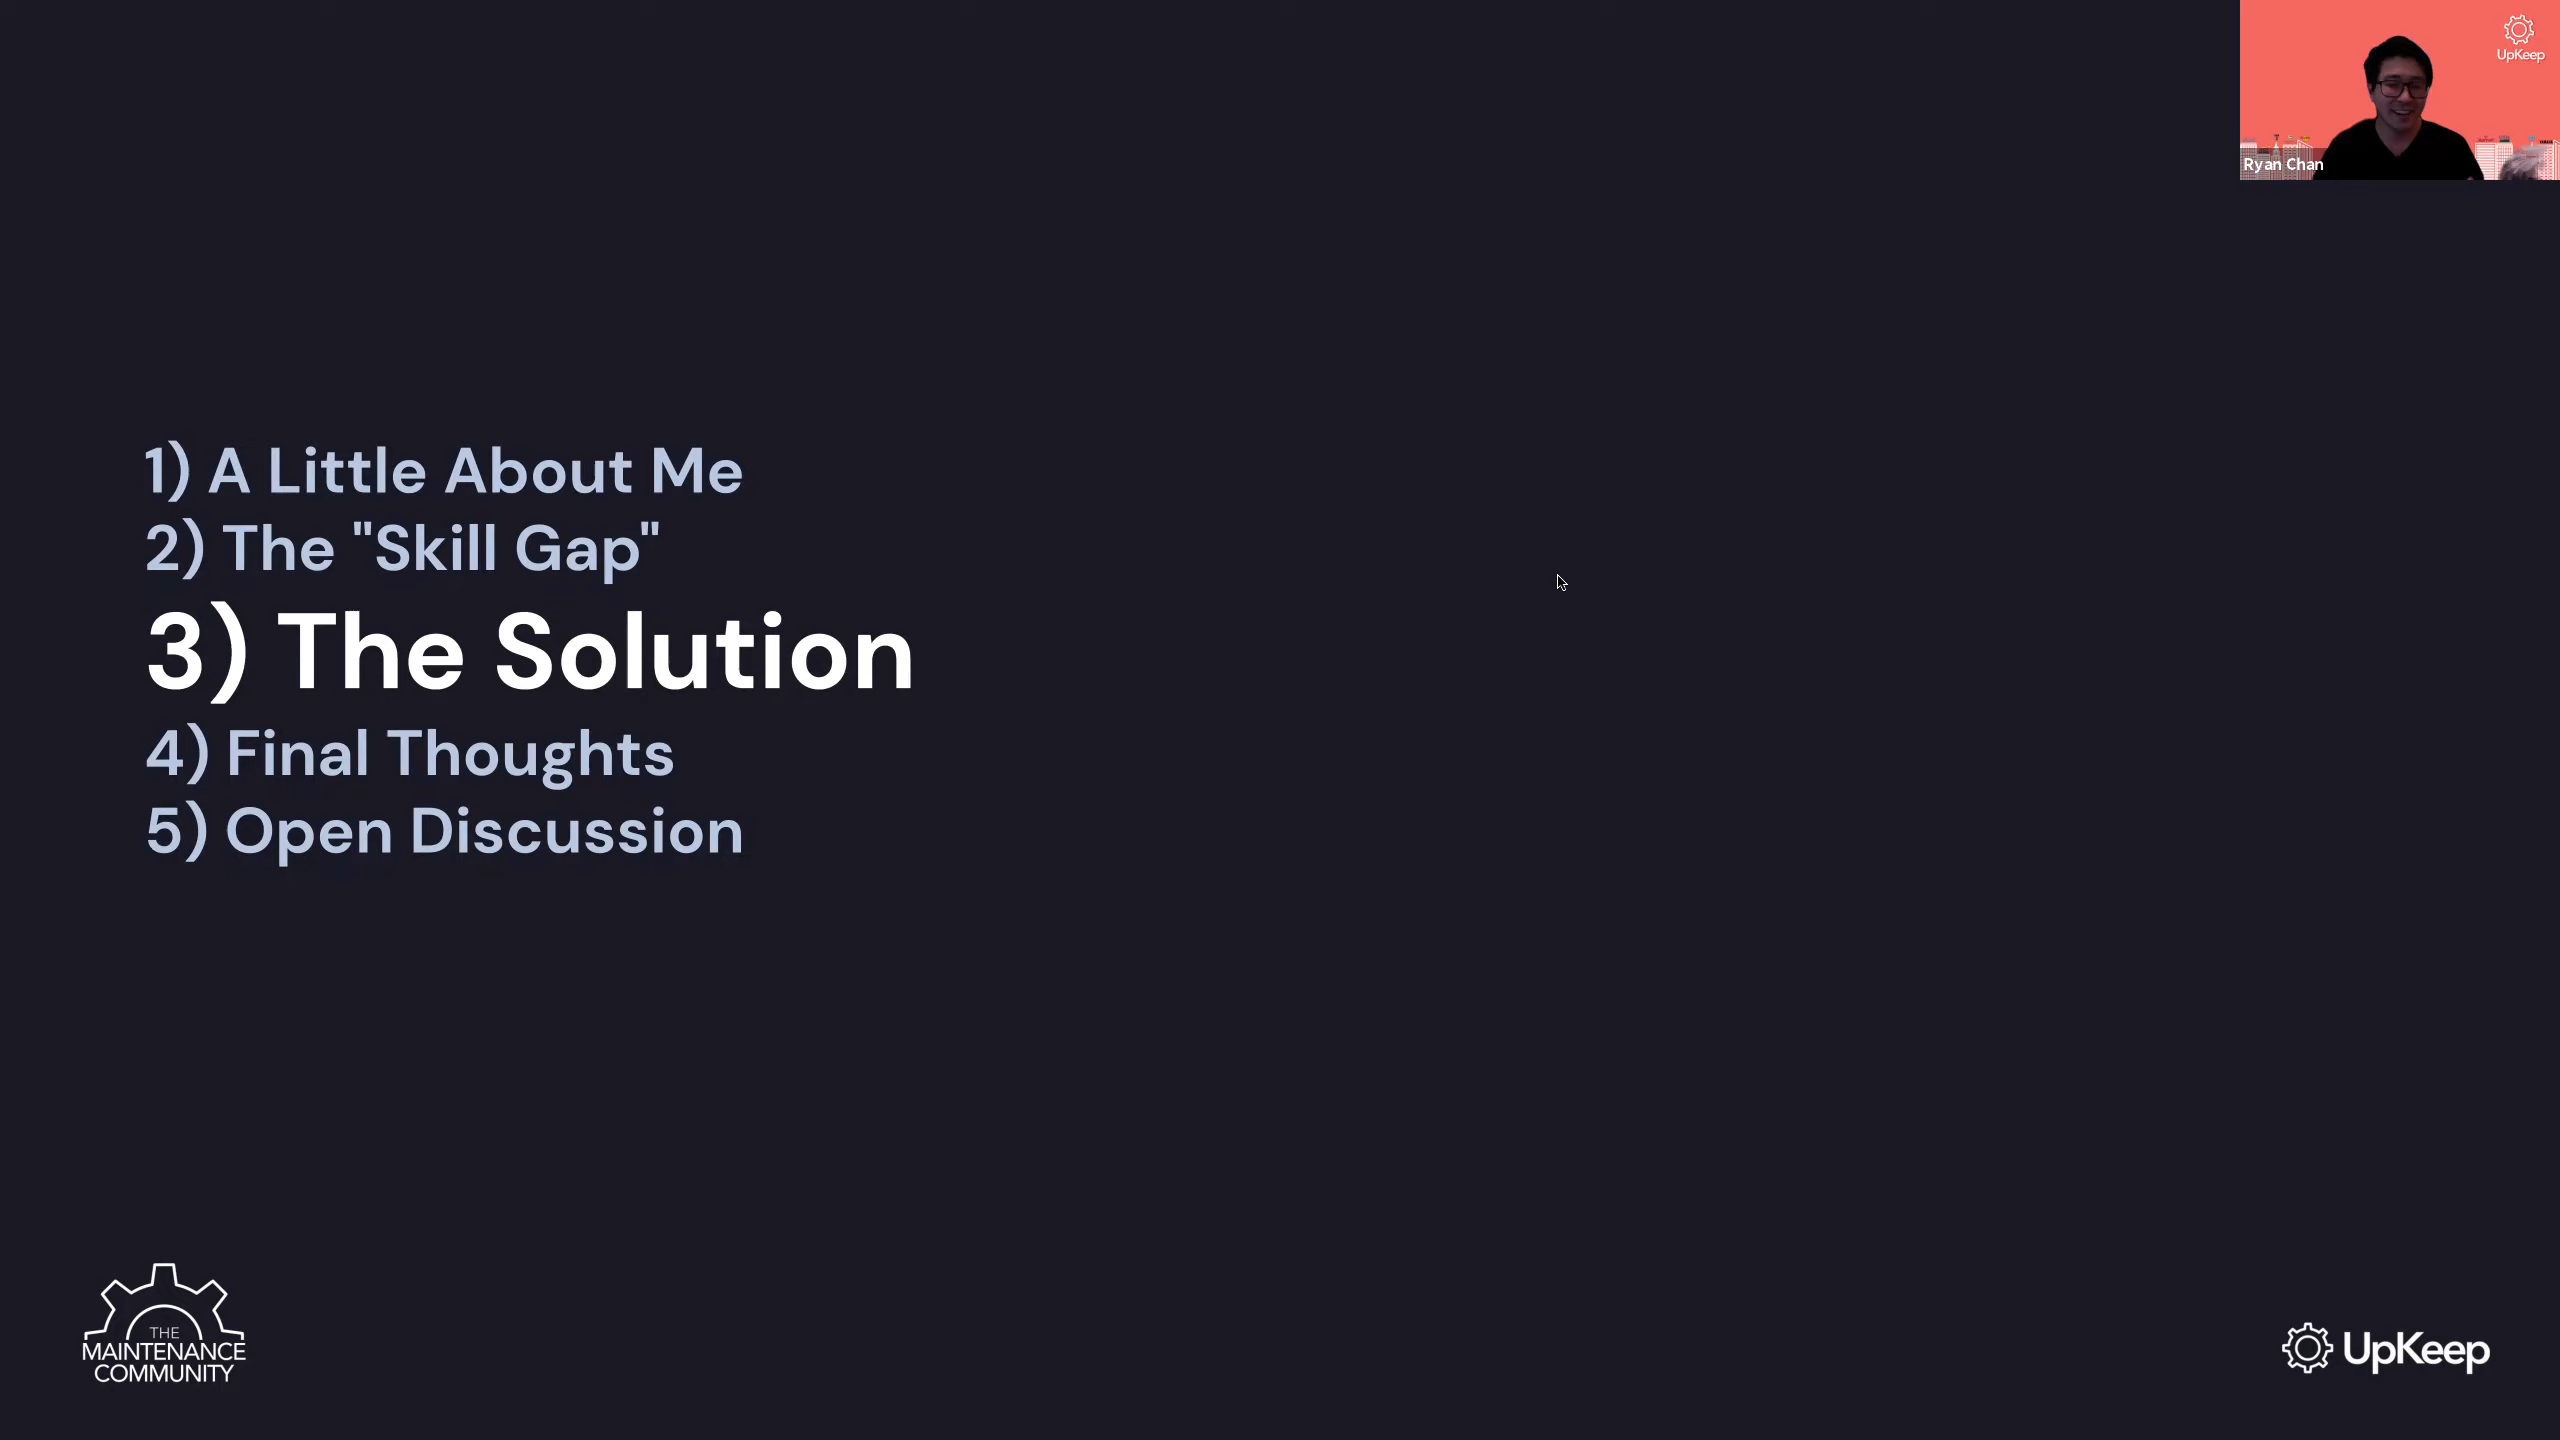 UpKeep
Ryan Chan
1) A Little About Me
2) The "Skill Gap"
3) The Solution
4) Final Thoughts
5) Open Discussion
THE
MAINTENANCE
COMMUNITY
UpKeep